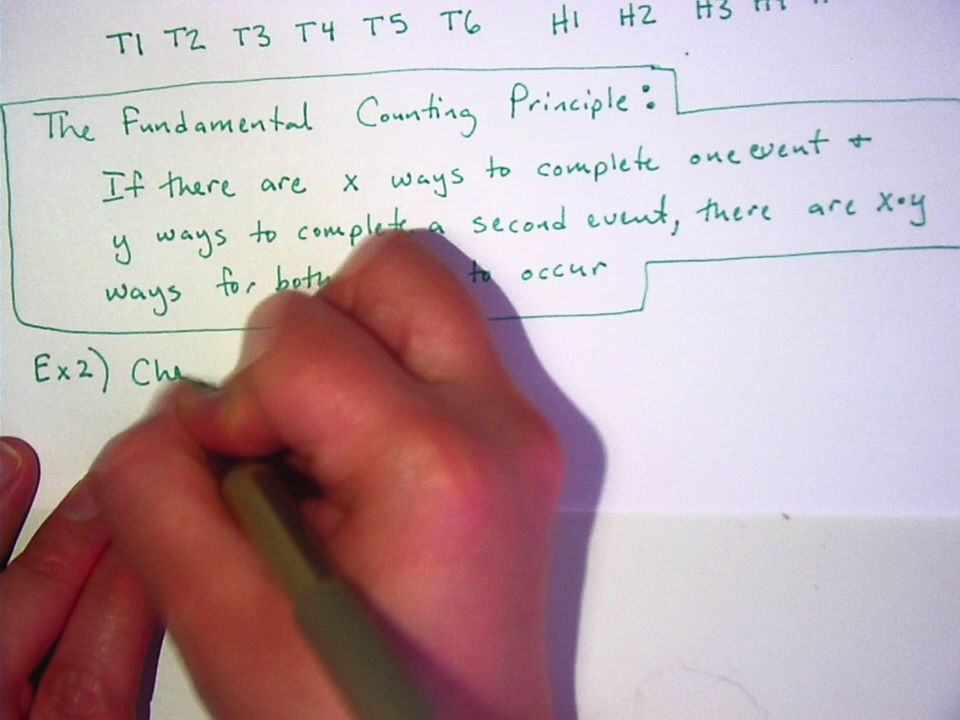 T1 T2 T3 T4 T5 T6 H1 H2 H3
The Fundamental Counting Principle:
If there are x ways to complete one event +
y ways to complete a second event, there are x•y
ways for both to occur
Ex2)